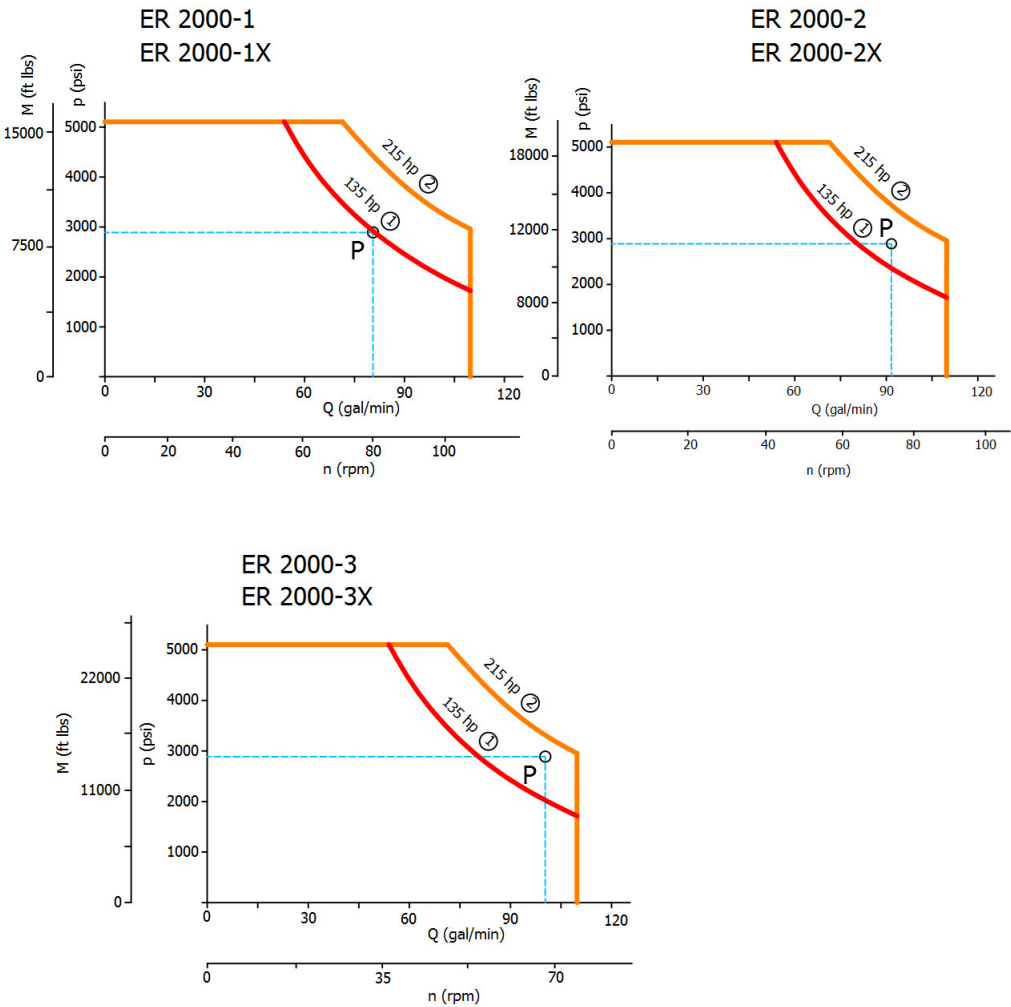 ER 2000-1
ER 2000-1X
M (ft lbs)
p (psi)
15000
7500
0
5000
4000
3000
2000
1000
215 hp 2
135 hp 1
P
0 30 60 90 120
Q (gal/min)
0 20 40 60 80 100
n (rpm)
ER 2000-2
ER 2000-2X
M (ft lbs)
p (psi)
18000
12000
8000
0
5000
4000
3000
2000
1000
215 hp 2
135 hp 1
P
0 30 60 90 120
Q (gal/min)
0 20 40 60 80 100
n (rpm)
ER 2000-3
ER 2000-3X
M (ft lbs)
p (psi)
22000
11000
0
5000
4000
3000
2000
1000
215 hp 2
135 hp 1
P
0 30 60 90 120
Q (gal/min)
0 35 70
n (rpm)